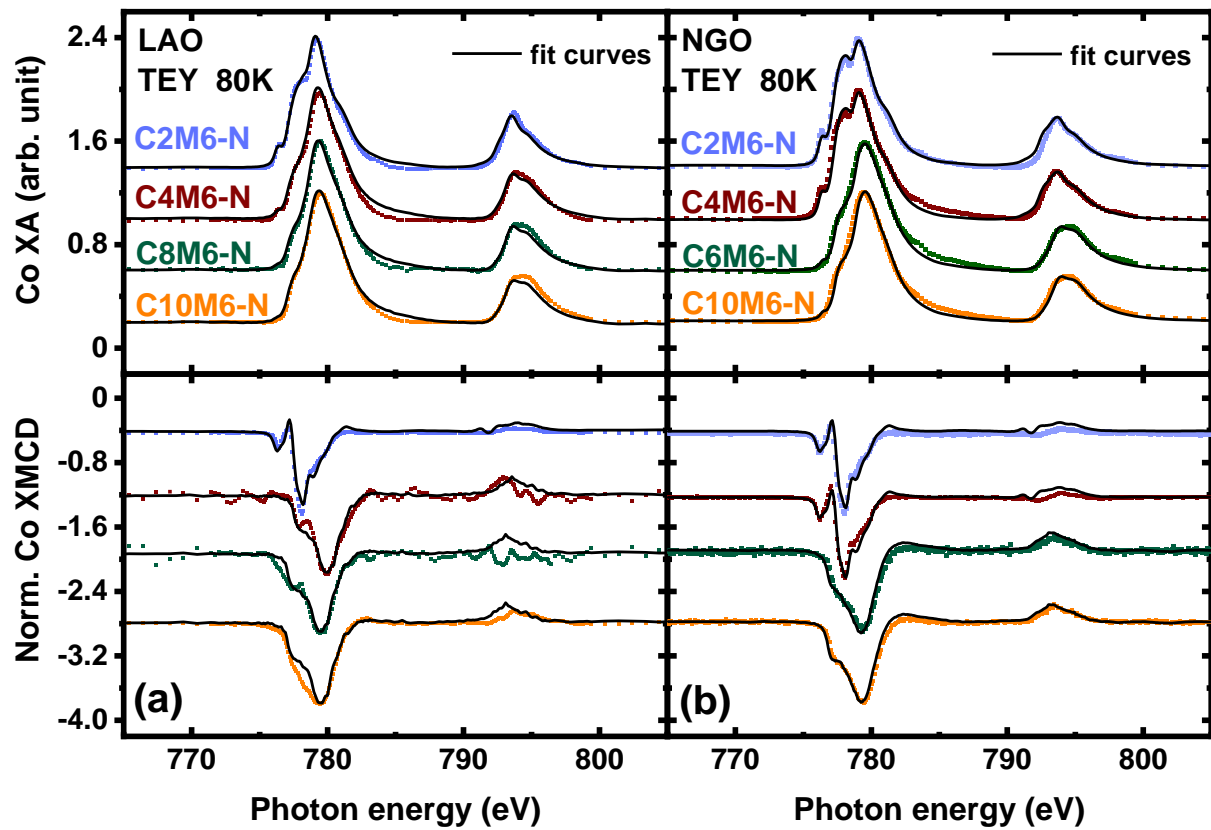 LAO
TEY 80K
fit curves
C2M6-N
C4M6-N
C8M6-N
C10M6-N
NGO
TEY 80K
fit curves
C2M6-N
C4M6-N
C6M6-N
C10M6-N
Co XA (arb. unit)
2.4
1.6
0.8
0
Norm. Co XMCD
0
-0.8
-1.6
-2.4
-3.2
-4.0
(a)
(b)
770 780 790 800
770 780 790 800
Photon energy (eV)
Photon energy (eV)